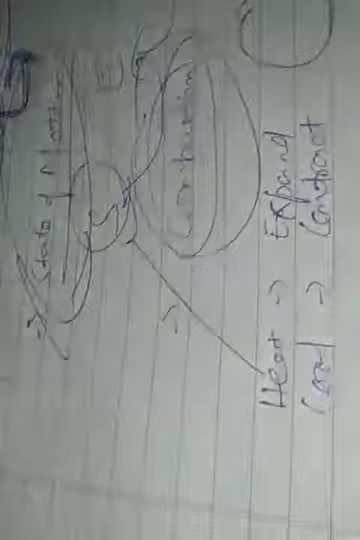 → State of Matter
→ Combustion
Heat → Expand
Cool → Contract